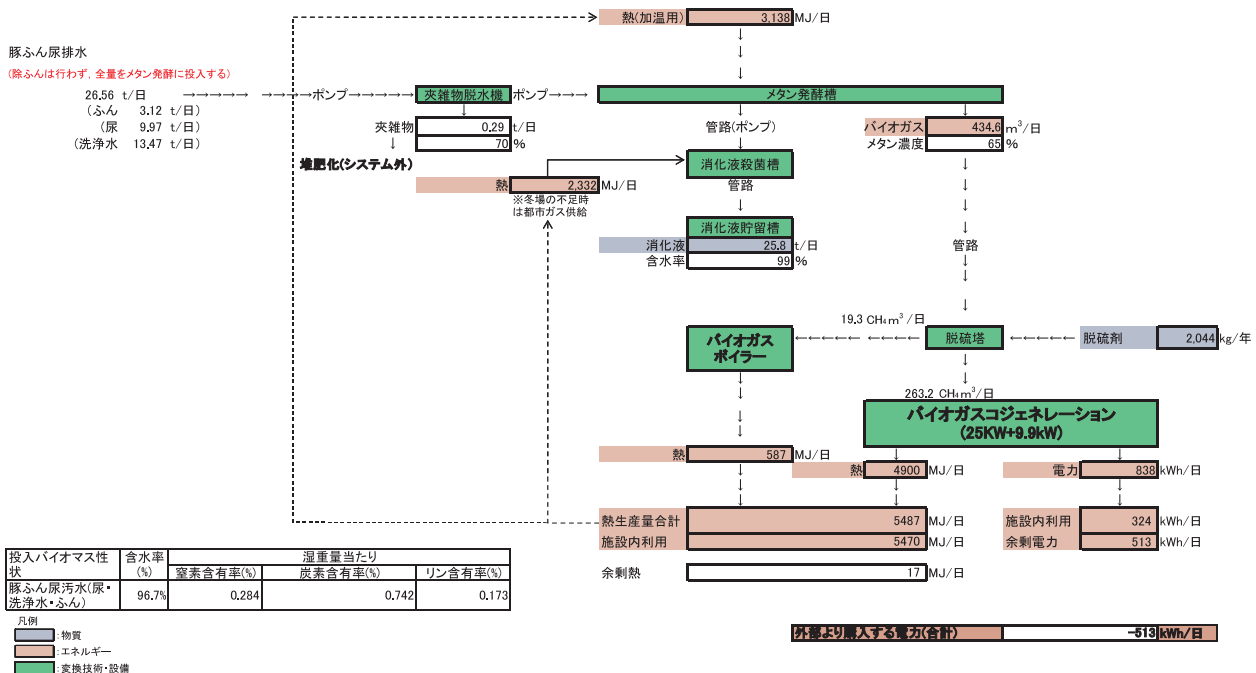 熱(加温用) 3,138 MJ/日
豚ふん尿排水
(除ふんは行わず、全量をメタン発酵に投入する)
26.56 t/日 →→→→→ →→→→ポンプ→→→→→ 夾雑物脱水機 ポンプ →→→ メタン発酵槽
(ふん 3.12 t/日)
(尿 9.97 t/日)
(洗浄水 13.47 t/日)
夾雑物 0.29 t/日
70 %
堆肥化(システム外)
管路(ポンプ)
バイオガス 434.6 m³/日
メタン濃度 65 %
消化液殺菌槽
熱 2,332 MJ/日
※冬場の不足時
は都市ガス供給
管路
消化液貯留槽
消化液 25.8 t/日
含水率 99 %
管路
19.3 CH₄m³/日
バイオガス
ボイラー
脱硫塔
脱硫剤 2,044 kg/年
263.2 CH₄m³/日
バイオガスコジェネレーション
(25KW+9.9kW)
熱 587 MJ/日
熱 4900 MJ/日
電力 838 kWh/日
熱生産量合計 5487 MJ/日
施設内利用 5470 MJ/日
施設内利用 324 kWh/日
余剰電力 513 kWh/日
余剰熱 17 MJ/日
投入バイオマス性状 含水率(%) 湿重量当たり
窒素含有率(%) 炭素含有率(%) リン含有率(%)
豚ふん尿汚水(尿・洗浄水・ふん) 96.7% 0.284 0.742 0.173
凡例
:物質
:エネルギー
:変換技術・設備
外部より購入する電力(合計) -513 kWh/日